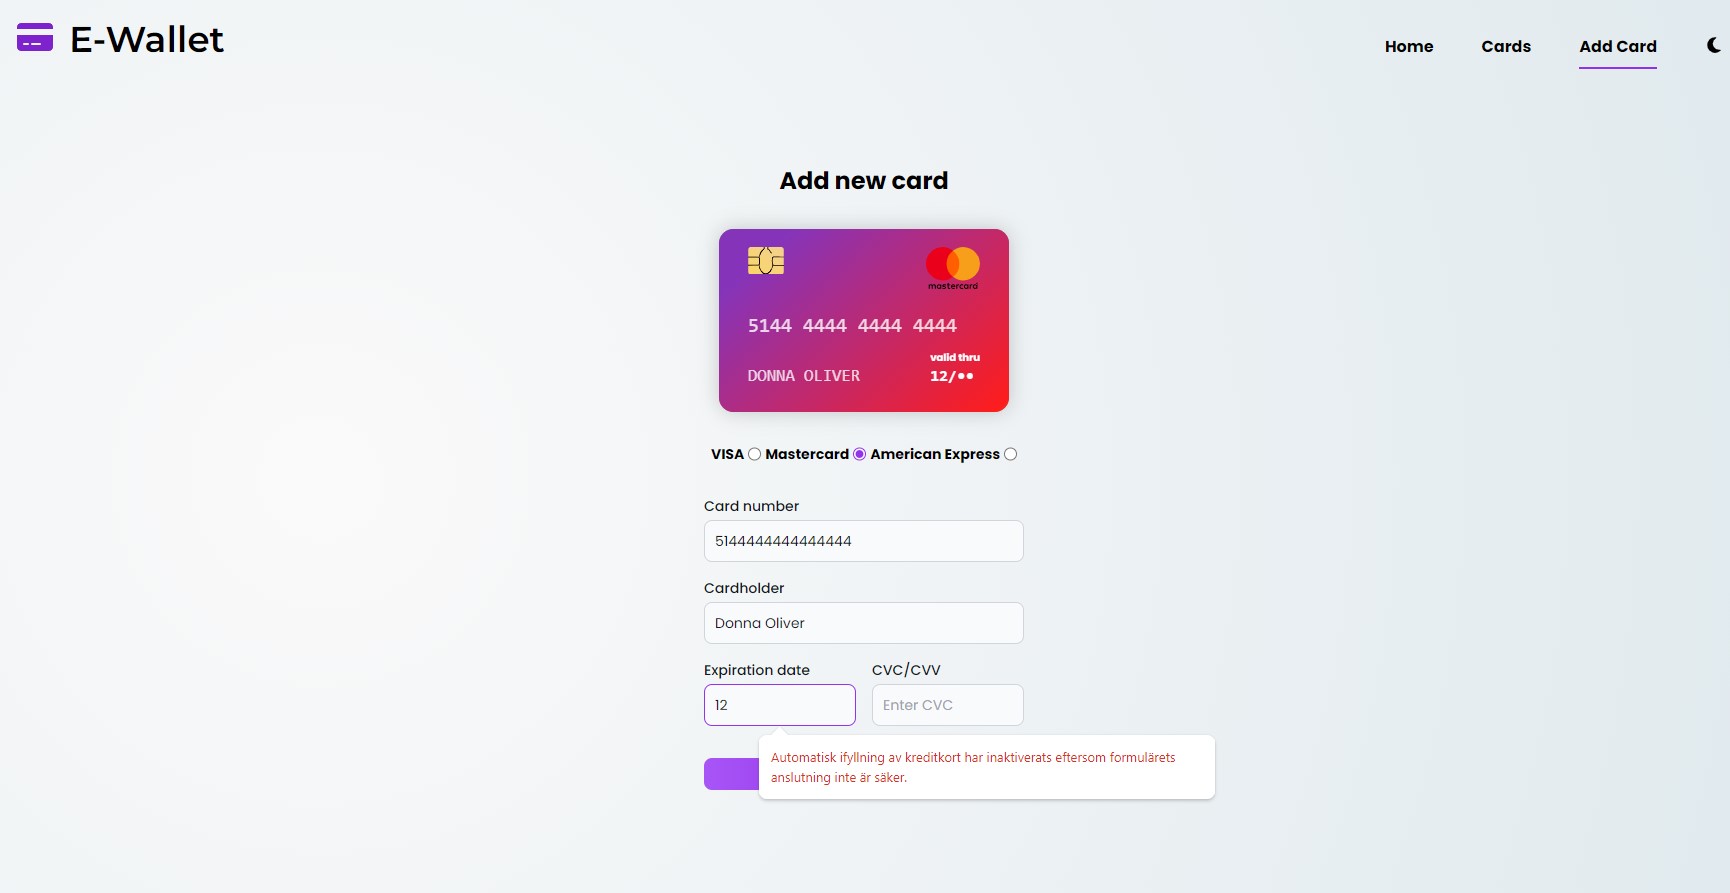 E-Wallet
Home
Cards
Add Card
Add new card
mastercard
5144 4444 4444 4444
valid thru
DONNA OLIVER
12/••
VISA Mastercard American Express
Card number
5144444444444444
Cardholder
Donna Oliver
Expiration date
CVC/CVV
12
Enter CVC
Automatisk ifyllning av kreditkort har inaktiverats eftersom formulärets
anslutning inte är säker.